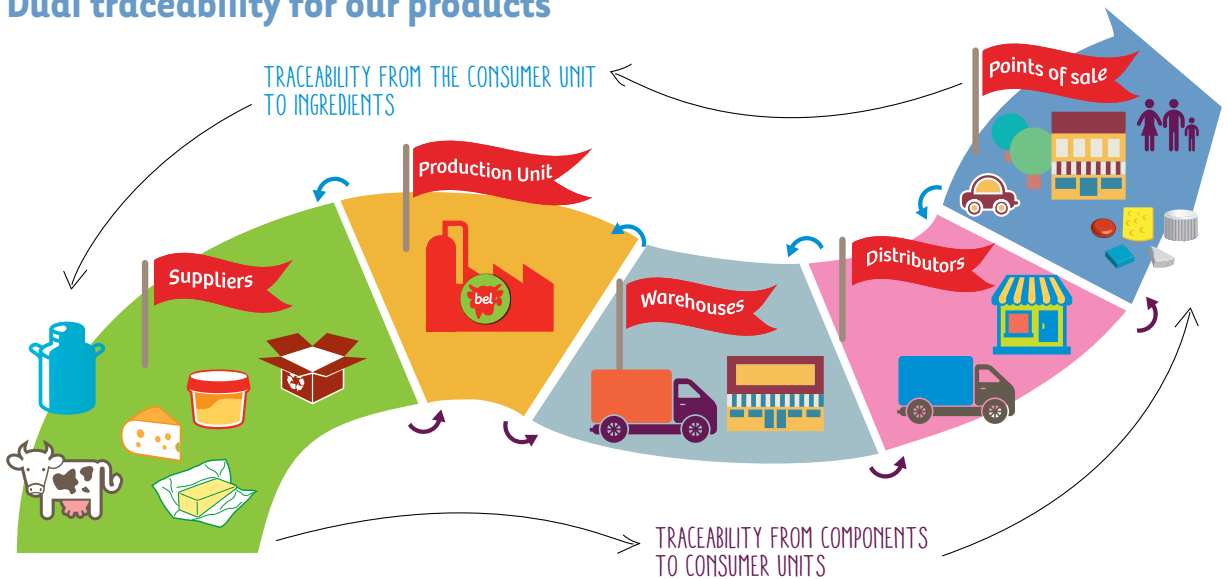 Dual traceability for our products
TRACEABILITY FROM THE CONSUMER UNIT
TO INGREDIENTS
Points of sale
Production Unit
Suppliers
Distributors
Warehouses
bel
TRACEABILITY FROM COMPONENTS
TO CONSUMER UNITS